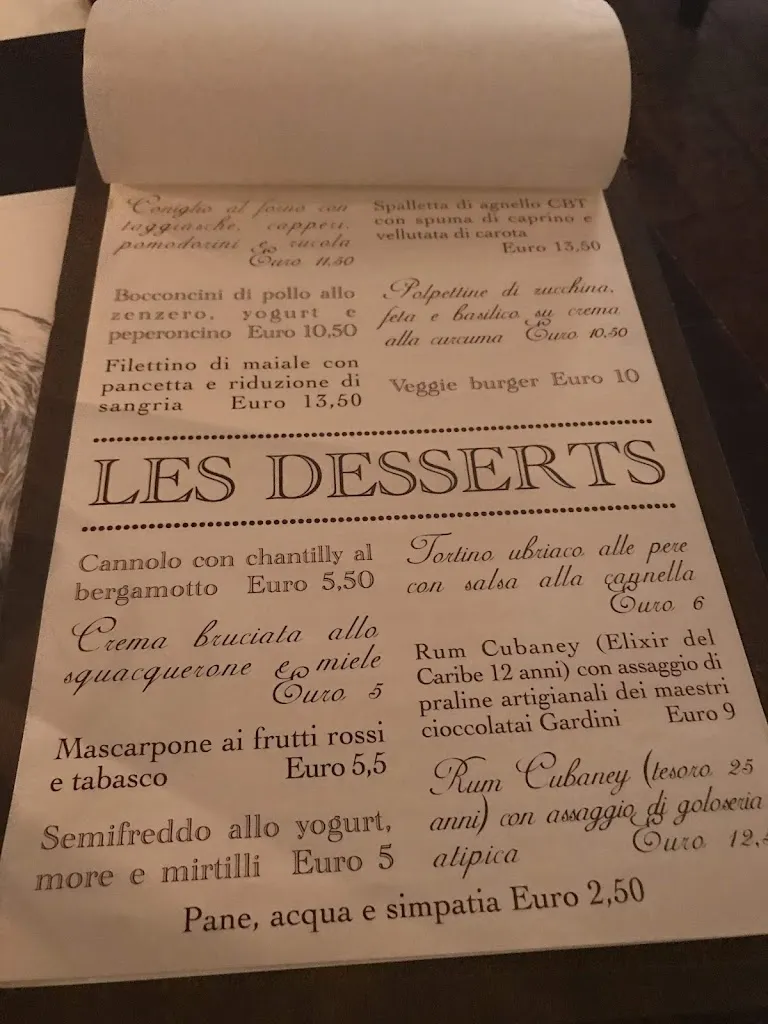 Coniglio al forno con
taggiasche, capperi,
pomodorini e rucola
Euro 11.50
Bocconcini di pollo allo
zenzero, yogurt e
peperoncino Euro 10,50
Filettino di maiale con
pancetta e riduzione di
sangria Euro 13,50
Spalletta di agnello CBT
con spuma di caprino e
vellutata di carota
Euro 13,50
Polpettine di zucchina,
feta e basilico su crema
alla curcuma Euro 10.50
Veggie burger Euro 10
LES DESSERTS
Cannolo con chantilly al
bergamotto Euro 5,50
Crema bruciata allo
squacquerone e miele
Euro 5
Mascarpone ai frutti rossi
e tabasco Euro 5,5
Semifreddo allo yogurt,
more e mirtilli Euro 5
Tortino ubriaco alle pere
con salsa alla cannella
Euro 6
Rum Cubaney (Elixir del
Caribe 12 anni) con assaggio di
praline artigianali dei maestri
cioccolatai Gardini Euro 9
Rum Cubaney (tesoro 25
anni) con assaggio di goloseria
atipica Euro 12,
Pane, acqua e simpatia Euro 2,50